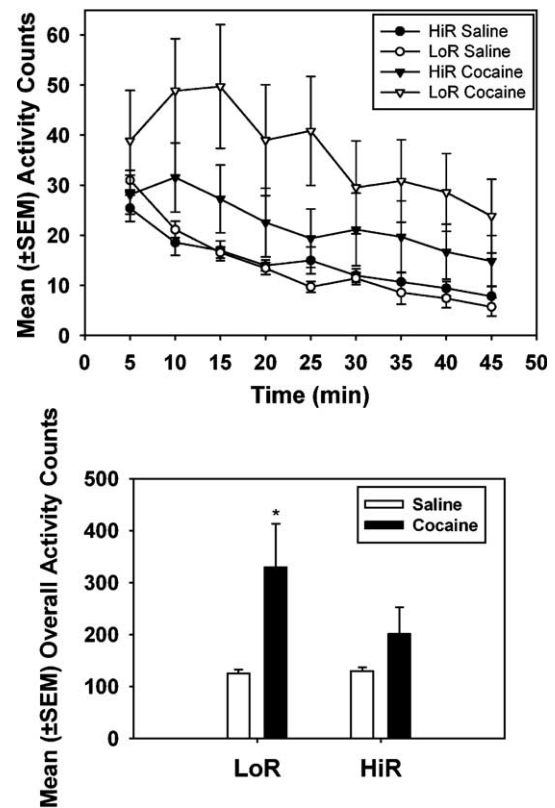 Mean (±SEM) Activity Counts
60
50
40
30
20
10
0
HiR Saline
LoR Saline
HiR Cocaine
LoR Cocaine
0 5 10 15 20 25 30 35 40 45 50
Time (min)
Mean (±SEM) Overall Activity Counts
500
400
300
200
100
0
Saline
Cocaine
*
LoR HiR